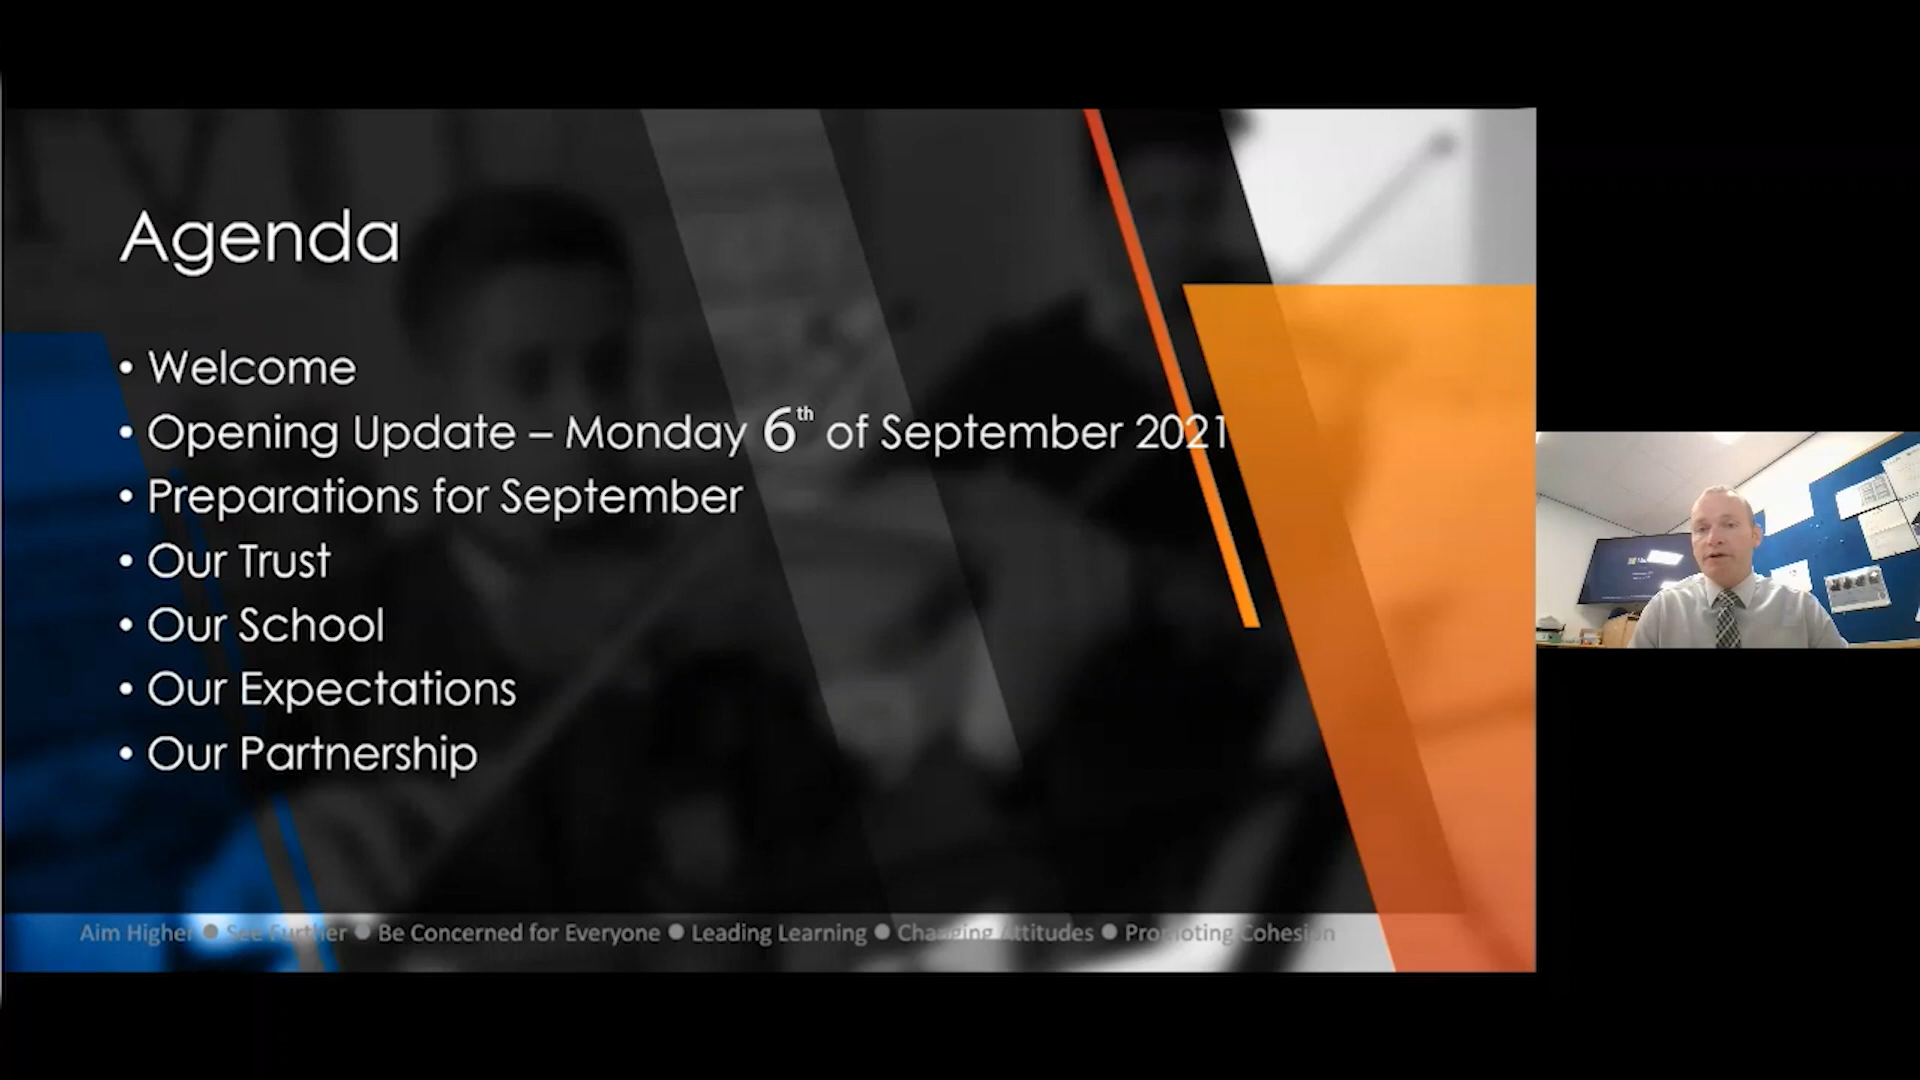 Agenda
• Welcome
• Opening Update – Monday 6th of September 2021
• Preparations for September
• Our Trust
• Our School
• Our Expectations
• Our Partnership
Aim Higher ● See Further ● Be Concerned for Everyone ● Leading Learning ● Changing Attitudes ● Promoting Cohesion